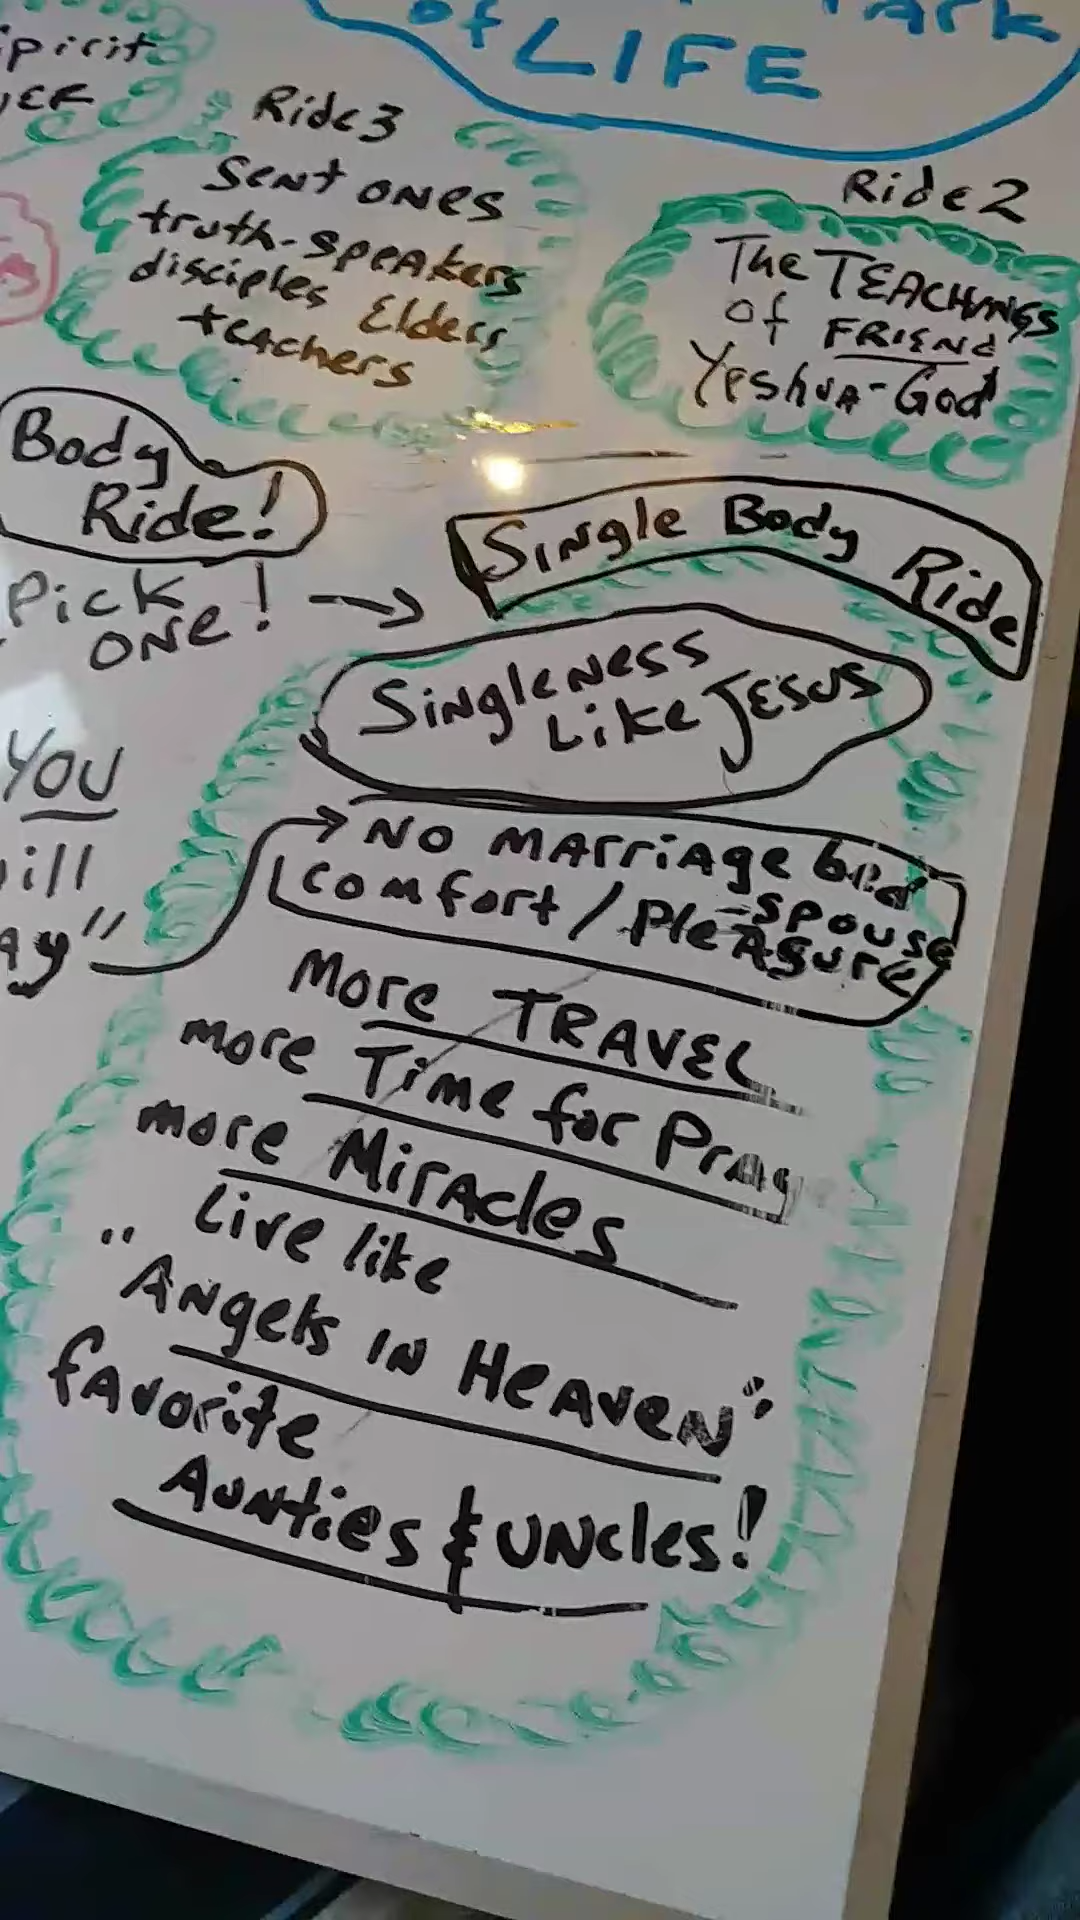 of LIFE
Ride 3
Sent ones
truth-speakers
disciples Elders
teachers
Ride 2
The TEACHINGS
of FRIEND
Yeshua-God
Body
Ride!
Pick
one!
Single Body Ride
Singleness
Like Jesus
YOU
No marriage bed
-spouse
comfort/pleasure
More TRAVEL
more Time for Pray
more Miracles
Live like
"Angels in Heaven"
favorite
Aunties & uncles!